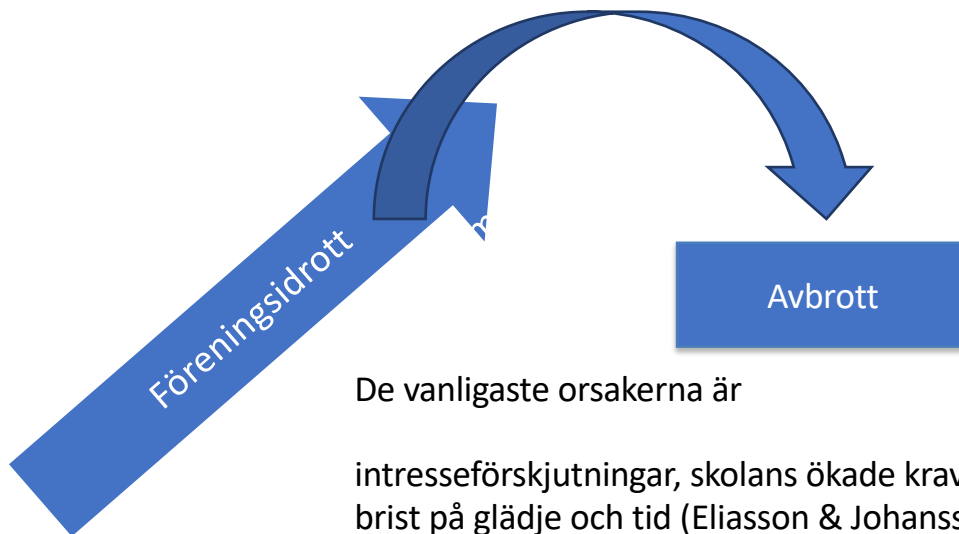 Föreningsidrott
Avbrott
De vanligaste orsakerna är
intresseförskjutningar, skolans ökade krav
brist på glädje och tid (Eliasson & Johanss